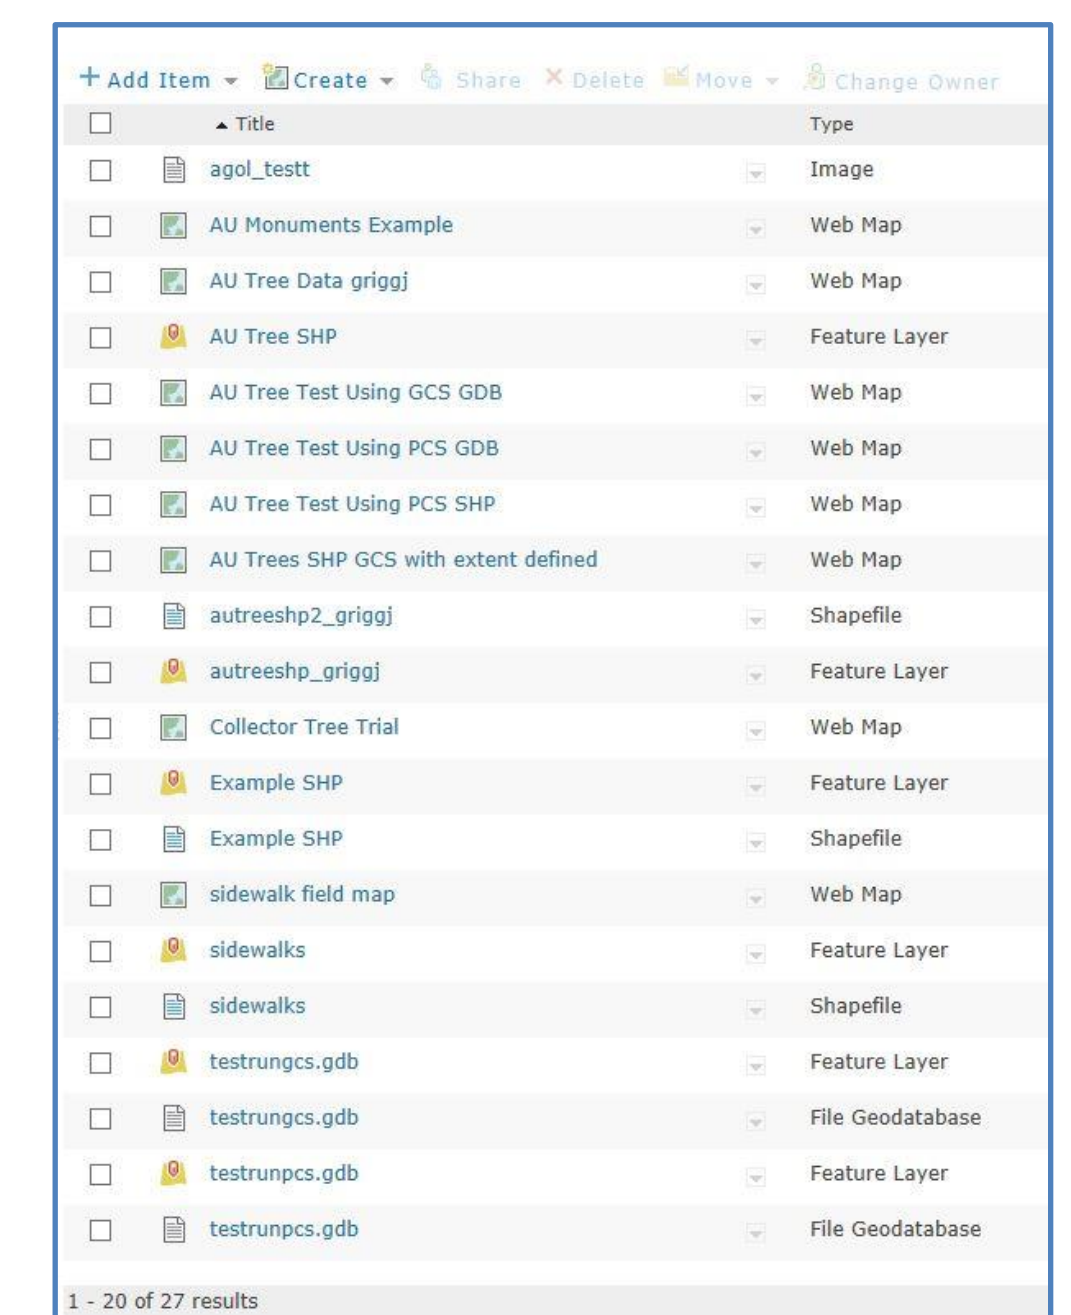 + Add Item Create Share × Delete Move Change Owner
Title Type
agol_testt Image
AU Monuments Example Web Map
AU Tree Data griggj Web Map
AU Tree SHP Feature Layer
AU Tree Test Using GCS GDB Web Map
AU Tree Test Using PCS GDB Web Map
AU Tree Test Using PCS SHP Web Map
AU Trees SHP GCS with extent defined Web Map
autreeshp2_griggj Shapefile
autreeshp_griggj Feature Layer
Collector Tree Trial Web Map
Example SHP Feature Layer
Example SHP Shapefile
sidewalk field map Web Map
sidewalks Feature Layer
sidewalks Shapefile
testrungcs.gdb Feature Layer
testrungcs.gdb File Geodatabase
testrunpcs.gdb Feature Layer
testrunpcs.gdb File Geodatabase
1 - 20 of 27 results